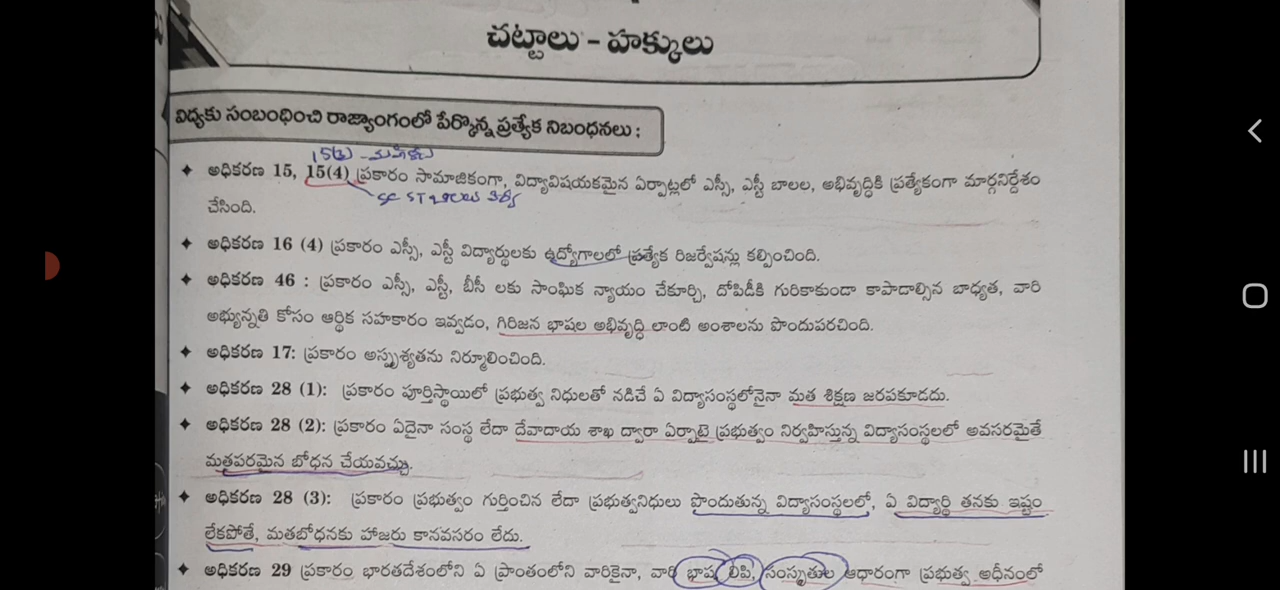 చట్టాలు - హక్కులు
విద్యకు సంబంధించి రాజ్యాంగంలో పేర్కొన్న ప్రత్యేక నిబంధనలు :
15(3) - మహిళలు
✦ అధికరణ 15, 15(4) ప్రకారం సామాజికంగా, విద్యావిషయకమైన ఏర్పాట్లలో ఎస్సీ, ఎస్టీ బాలల, అభివృద్ధికి ప్రత్యేకంగా మార్గనిర్దేశం
SC ST బాలలు విద్య
చేసింది.
✦ అధికరణ 16 (4) ప్రకారం ఎస్సీ, ఎస్టీ విద్యార్థులకు ఉద్యోగాలలో ప్రత్యేక రిజర్వేషన్లు కల్పించింది.
✦ అధికరణ 46 : ప్రకారం ఎస్సీ, ఎస్టీ, బీసీ లకు సాంఘిక న్యాయం చేకూర్చి, దోపిడీకి గురికాకుండా కాపాడాల్సిన బాధ్యత, వారి
అభ్యున్నతి కోసం ఆర్థిక సహకారం ఇవ్వడం, గిరిజన భాషల అభివృద్ధి లాంటి అంశాలను పొందుపరచింది.
✦ అధికరణ 17: ప్రకారం అస్పృశ్యతను నిర్మూలించింది.
✦ అధికరణ 28 (1): ప్రకారం పూర్తిస్థాయిలో ప్రభుత్వ నిధులతో నడిచే ఏ విద్యాసంస్థలోనైనా మత శిక్షణ జరపకూడదు.
✦ అధికరణ 28 (2): ప్రకారం ఏదైనా సంస్థ లేదా దేవాదాయ శాఖ ద్వారా ఏర్పాటై ప్రభుత్వం నిర్వహిస్తున్న విద్యాసంస్థలలో అవసరమైతే
మతపరమైన బోధన చేయవచ్చు.
✦ అధికరణ 28 (3): ప్రకారం ప్రభుత్వం గుర్తించిన లేదా ప్రభుత్వనిధులు పొందుతున్న విద్యాసంస్థలలో, ఏ విద్యార్థి తనకు ఇష్టం
లేకపోతే, మతబోధనకు హాజరు కానవసరం లేదు.
✦ అధికరణ 29 ప్రకారం భారతదేశంలోని ఏ ప్రాంతంలోని వారికైనా, వారి భాష, లిపి, సంస్కృతుల ఆధారంగా ప్రభుత్వ అధీనంలో